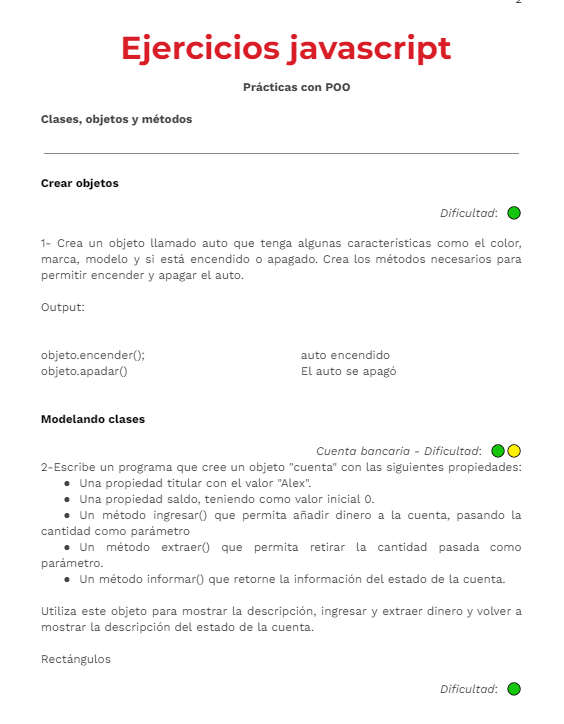 2
Ejercicios javascript
Prácticas con POO
Clases, objetos y métodos
Crear objetos
Dificultad:
1- Crea un objeto llamado auto que tenga algunas características como el color,
marca, modelo y si está encendido o apagado. Crea los métodos necesarios para
permitir encender y apagar el auto.
Output:
objeto.encender(); auto encendido
objeto.apadar() El auto se apagó
Modelando clases
Cuenta bancaria - Dificultad:
2-Escribe un programa que cree un objeto "cuenta" con las siguientes propiedades:
● Una propiedad titular con el valor "Alex".
● Una propiedad saldo, teniendo como valor inicial 0.
● Un método ingresar() que permita añadir dinero a la cuenta, pasando la
cantidad como parámetro
● Un método extraer() que permita retirar la cantidad pasada como
parámetro.
● Un método informar() que retorne la información del estado de la cuenta.
Utiliza este objeto para mostrar la descripción, ingresar y extraer dinero y volver a
mostrar la descripción del estado de la cuenta.
Rectángulos
Dificultad: